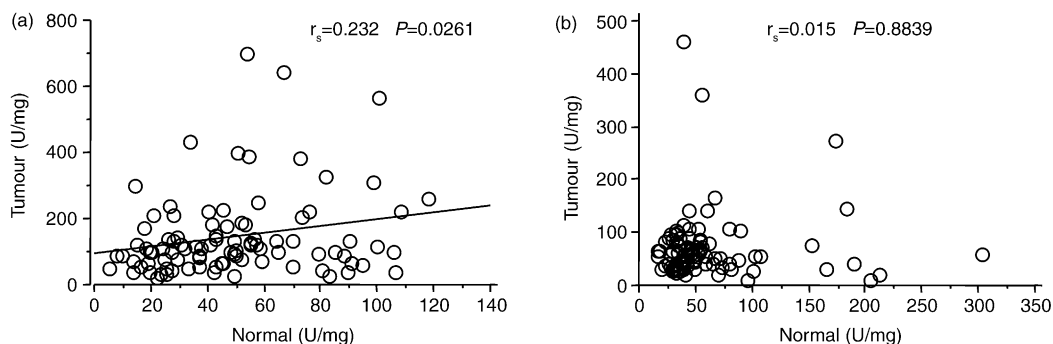 (a)
r_s=0.232 P=0.0261
800
600
400
200
0
Tumour (U/mg)
0 20 40 60 80 100 120 140
Normal (U/mg)
(b)
r_s=0.015 P=0.8839
500
400
300
200
100
0
Tumour (U/mg)
0 50 100 150 200 250 300 350
Normal (U/mg)